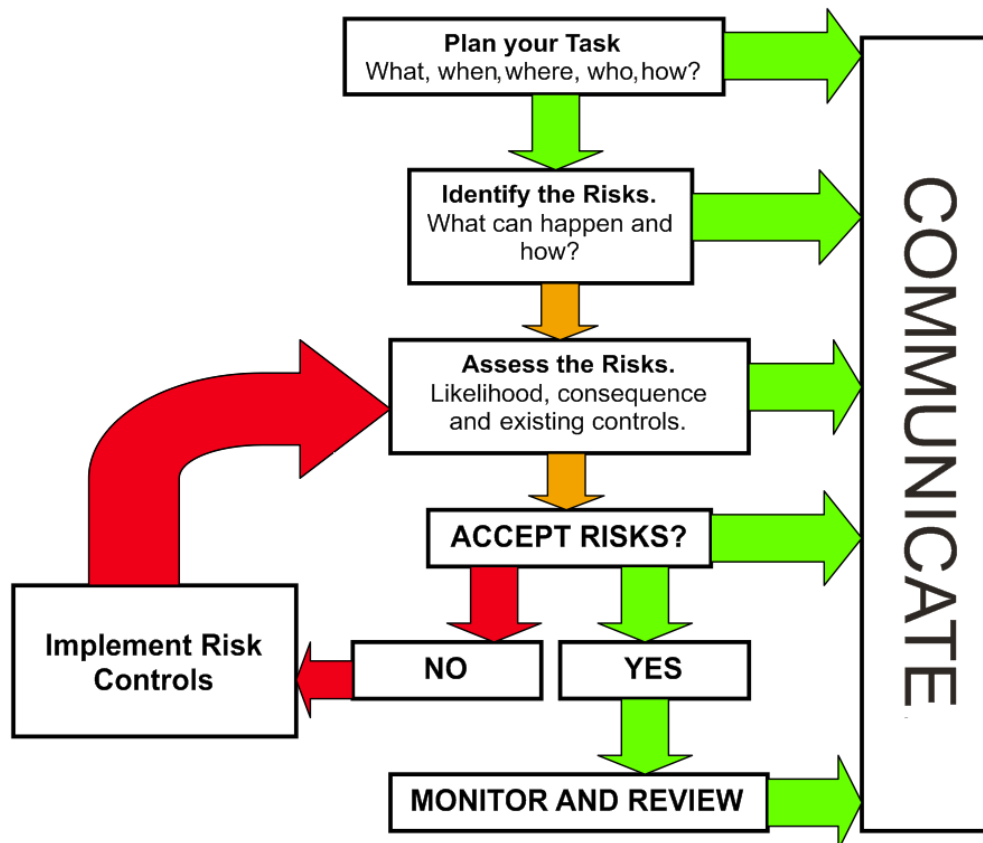 Plan your Task
What, when, where, who, how?
Identify the Risks.
What can happen and
how?
Assess the Risks.
Likelihood, consequence
and existing controls.
ACCEPT RISKS?
NO
YES
Implement Risk
Controls
MONITOR AND REVIEW
COMMUNICATE